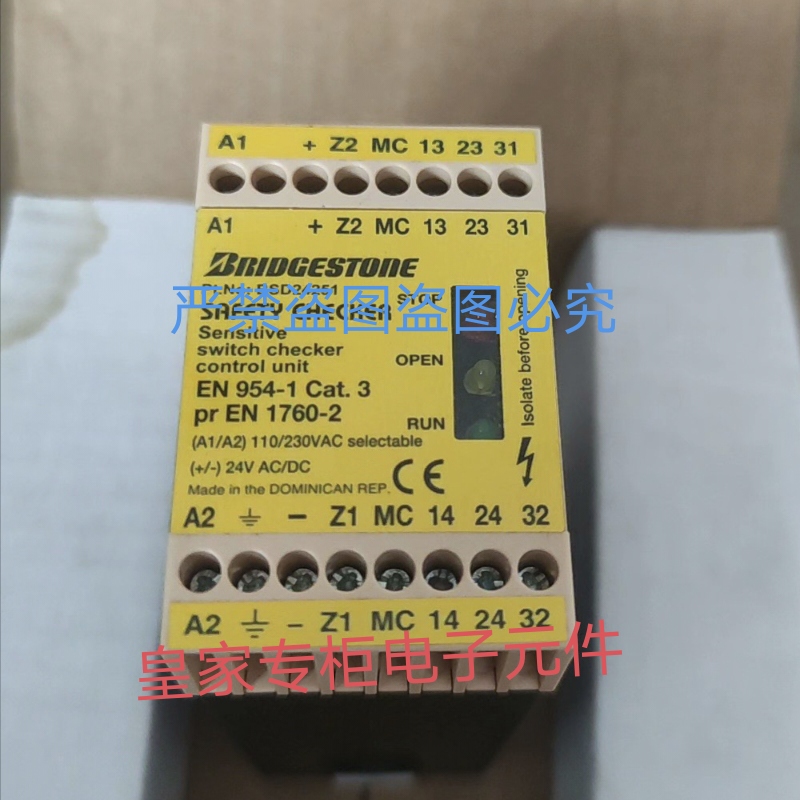 A1 + Z2 MC 13 23 31
A1 + Z2 MC 13 23 31
BRIDGESTONE
STOP
SAFETY CHECKER
严禁盗图盗图必究
Sensitive
switch checker
control unit
OPEN
EN 954-1 Cat. 3
pr EN 1760-2
RUN
Isolate before opening
(A1/A2) 110/230VAC selectable
(+/-) 24V AC/DC
CE
Made in the DOMINICAN REP.
A2 ⏚ − Z1 MC 14 24 32
A2 ⏚ − Z1 MC 14 24 32
皇家专柜电子元件